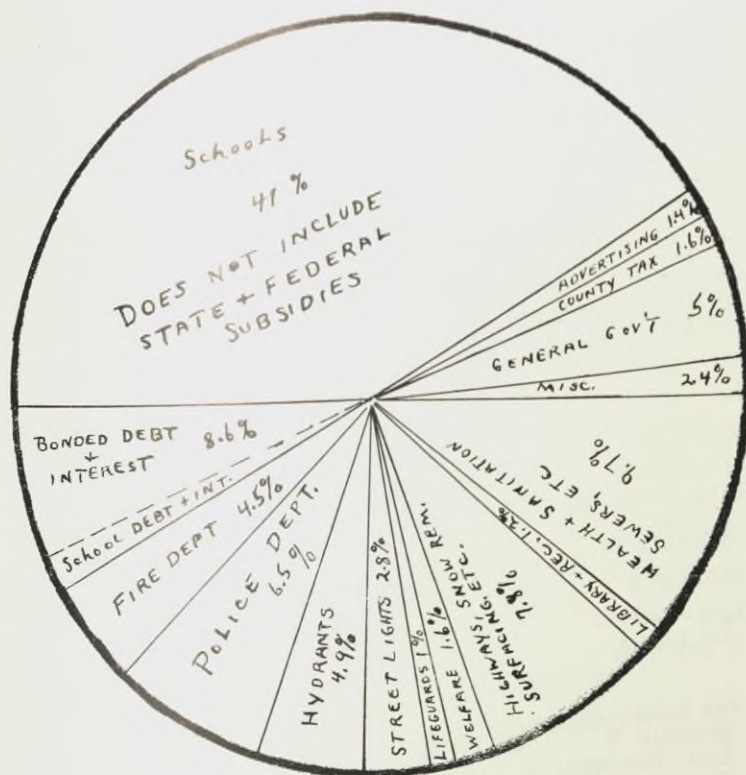 Schools
41 %
DOES NOT INCLUDE
STATE + FEDERAL
SUBSIDIES
ADVERTISING 1.4%
COUNTY TAX 1.6%
GENERAL GOV'T 5%
MISC. 2.4%
HEALTH + SANITATION
SEWERS, ETC
9.7%
LIBRARY + REC. 1.2%
HIGHWAYS, SNOW REM.
SURFACING, ETC.
7.8%
WELFARE 1.6%
LIFEGUARDS 1%
STREET LIGHTS 2.8%
HYDRANTS
4.9%
POLICE DEPT.
6.5%
FIRE DEPT 4.5%
SCHOOL DEBT + INT.
BONDED DEBT
+
INTEREST 8.6%